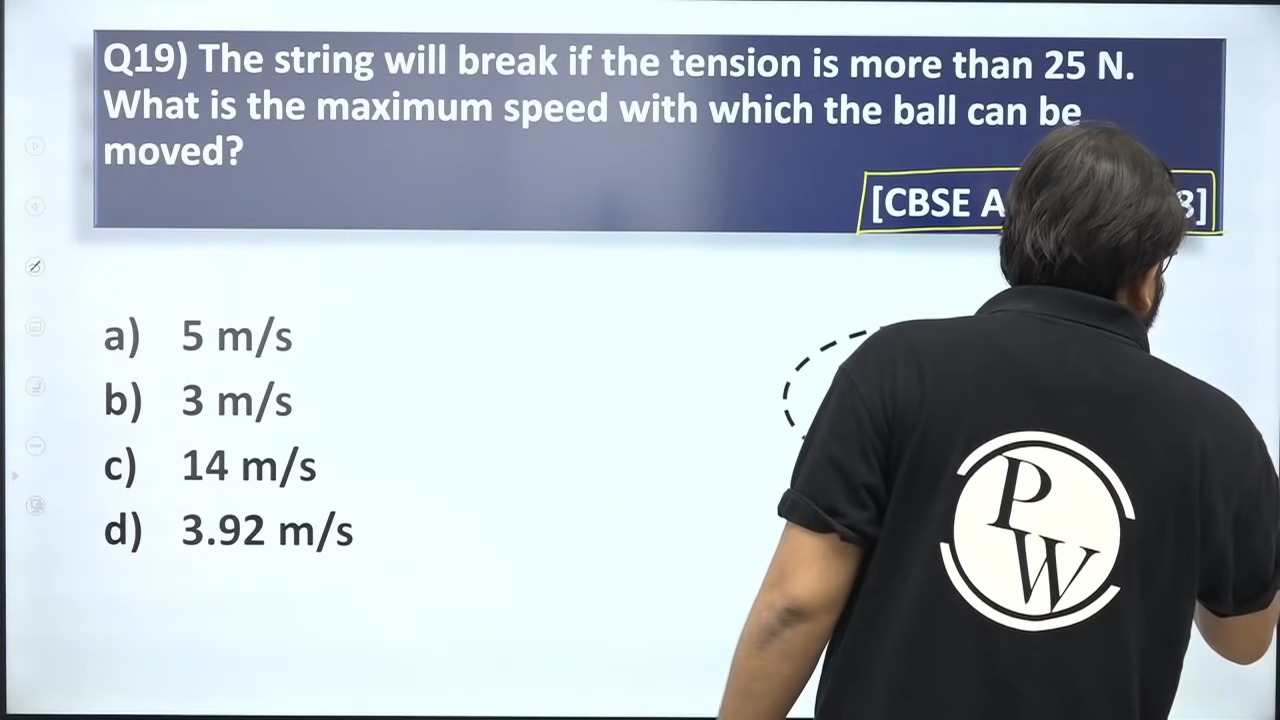 Q19) The string will break if the tension is more than 25 N.
What is the maximum speed with which the ball can be
moved?
[CBSE
a) 5 m/s
b) 3 m/s
c) 14 m/s
d) 3.92 m/s
P
W